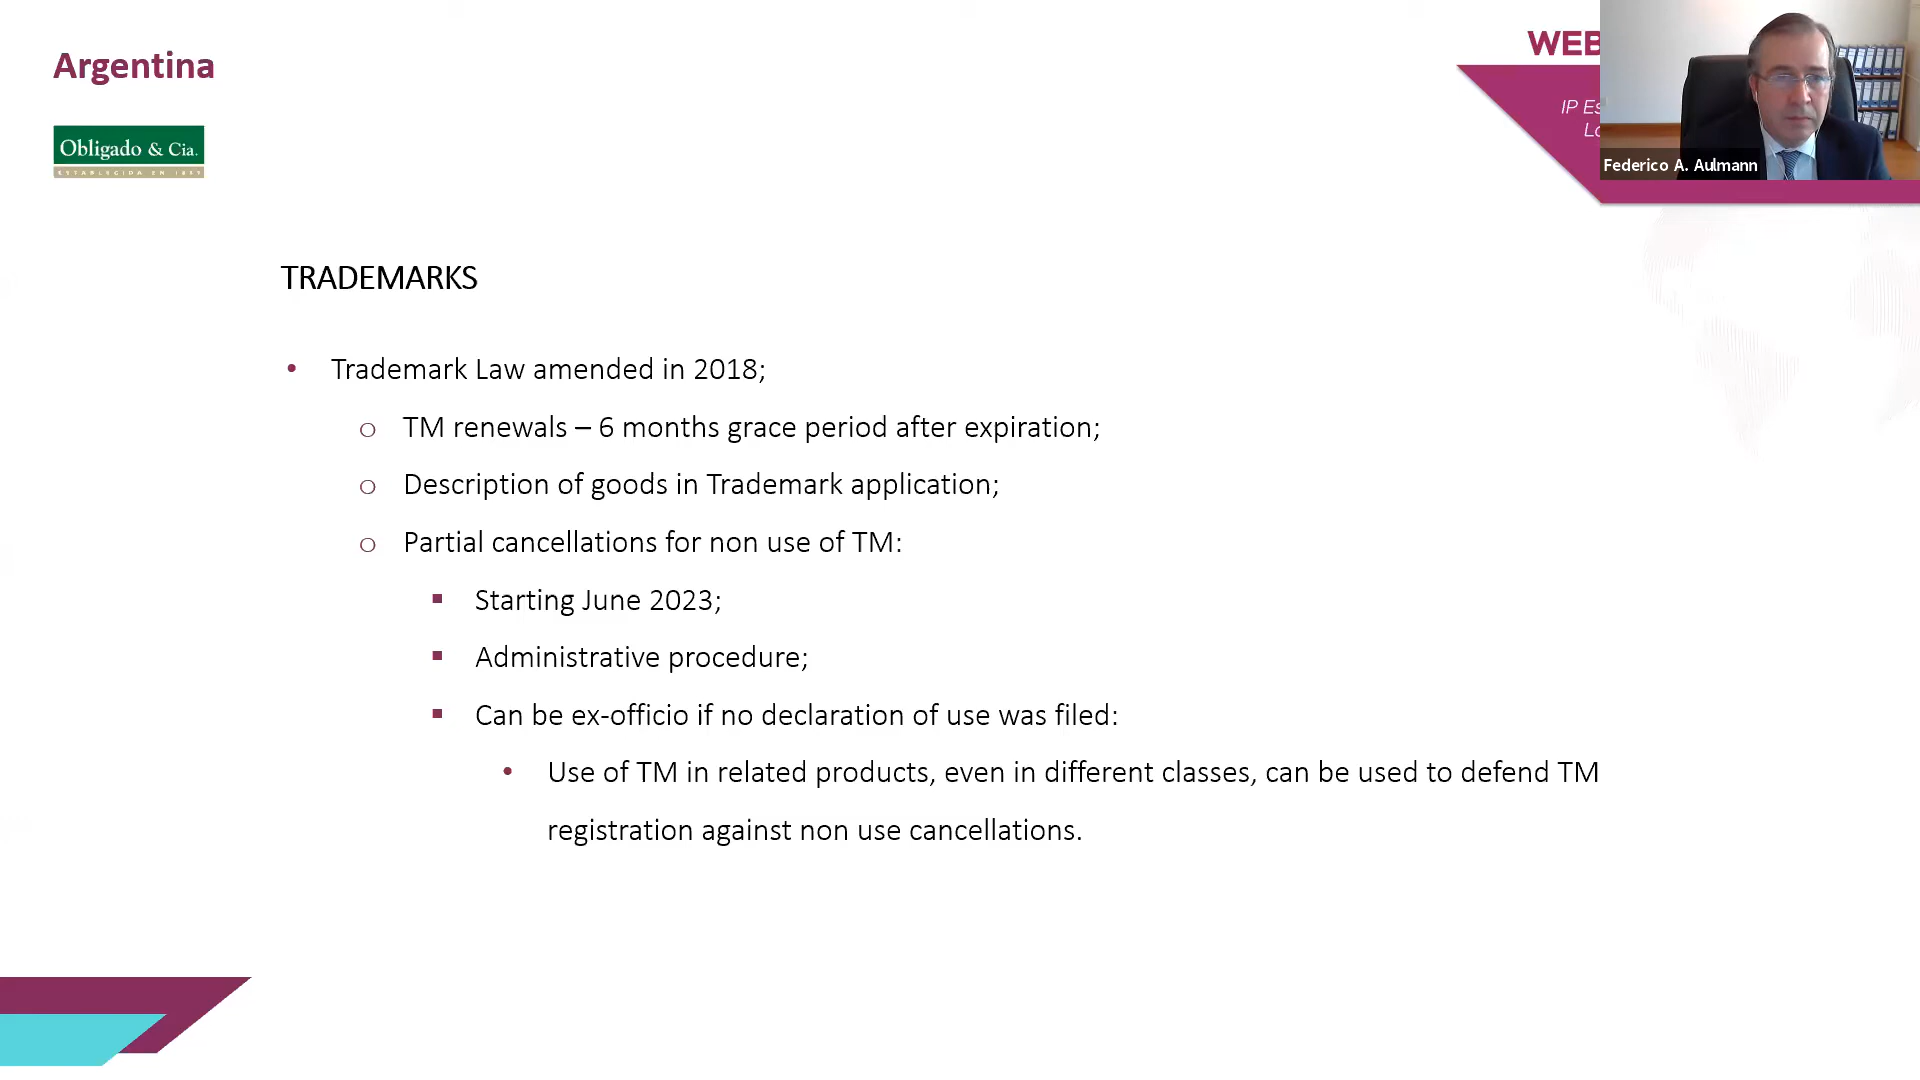 Argentina
WEB
Obligado & Cia.
ESTABLECIDA EN
IP Es
Lo
Federico A. Aulmann
TRADEMARKS
• Trademark Law amended in 2018;
o TM renewals – 6 months grace period after expiration;
o Description of goods in Trademark application;
o Partial cancellations for non use of TM:
▪ Starting June 2023;
▪ Administrative procedure;
▪ Can be ex-officio if no declaration of use was filed:
• Use of TM in related products, even in different classes, can be used to defend TM
registration against non use cancellations.